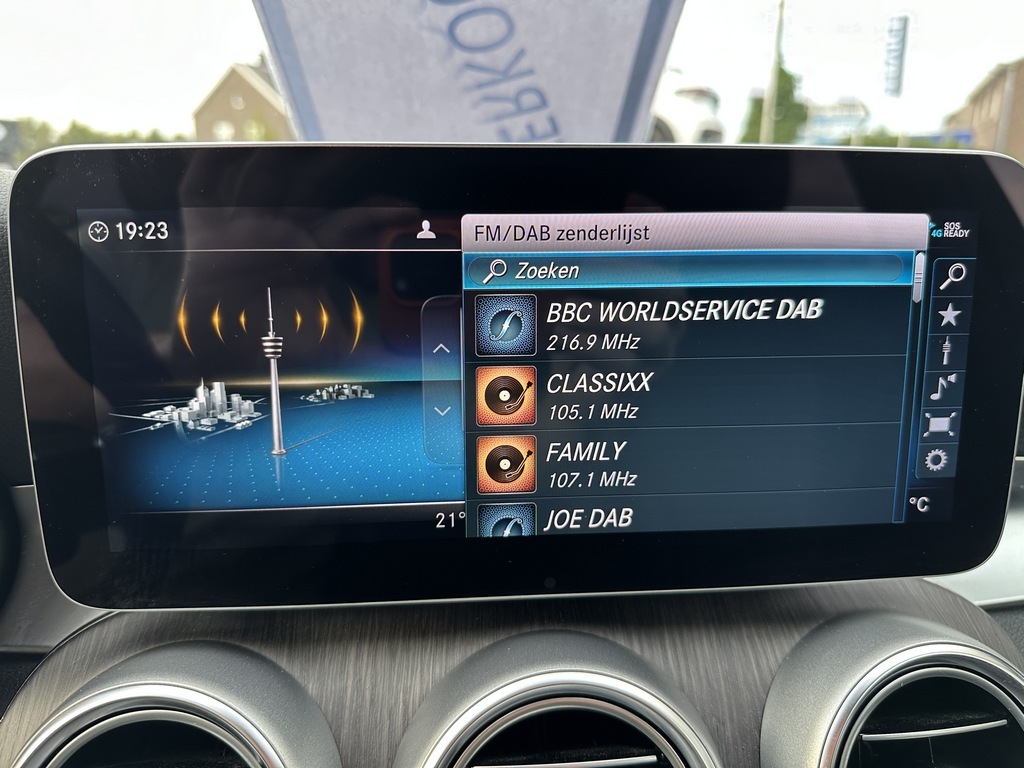 19:23
FM/DAB zenderlijst
4G SOS
READY
Zoeken
BBC WORLDSERVICE DAB
216.9 MHz
CLASSIXX
105.1 MHz
FAMILY
107.1 MHz
JOE DAB
21°
°C